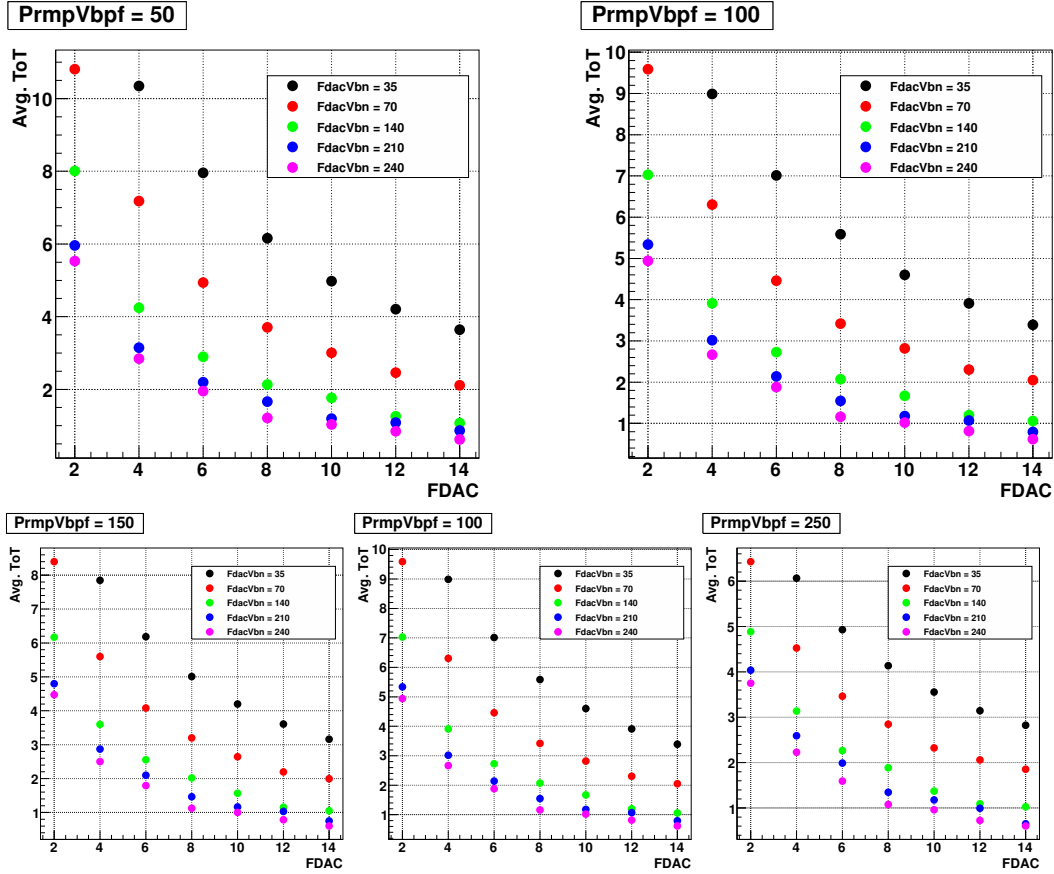 PrmpVbpf = 50
Avg. ToT
10
8
6
4
2
FdacVbn = 35
FdacVbn = 70
FdacVbn = 140
FdacVbn = 210
FdacVbn = 240
2 4 6 8 10 12 14
FDAC
PrmpVbpf = 100
Avg. ToT
10
9
8
7
6
5
4
3
2
1
FdacVbn = 35
FdacVbn = 70
FdacVbn = 140
FdacVbn = 210
FdacVbn = 240
2 4 6 8 10 12 14
FDAC
PrmpVbpf = 150
Avg. ToT
8
7
6
5
4
3
2
1
FdacVbn = 35
FdacVbn = 70
FdacVbn = 140
FdacVbn = 210
FdacVbn = 240
2 4 6 8 10 12 14
FDAC
PrmpVbpf = 100
Avg. ToT
10
9
8
7
6
5
4
3
2
1
FdacVbn = 35
FdacVbn = 70
FdacVbn = 140
FdacVbn = 210
FdacVbn = 240
2 4 6 8 10 12 14
FDAC
PrmpVbpf = 250
Avg. ToT
6
5
4
3
2
1
FdacVbn = 35
FdacVbn = 70
FdacVbn = 140
FdacVbn = 210
FdacVbn = 240
2 4 6 8 10 12 14
FDAC